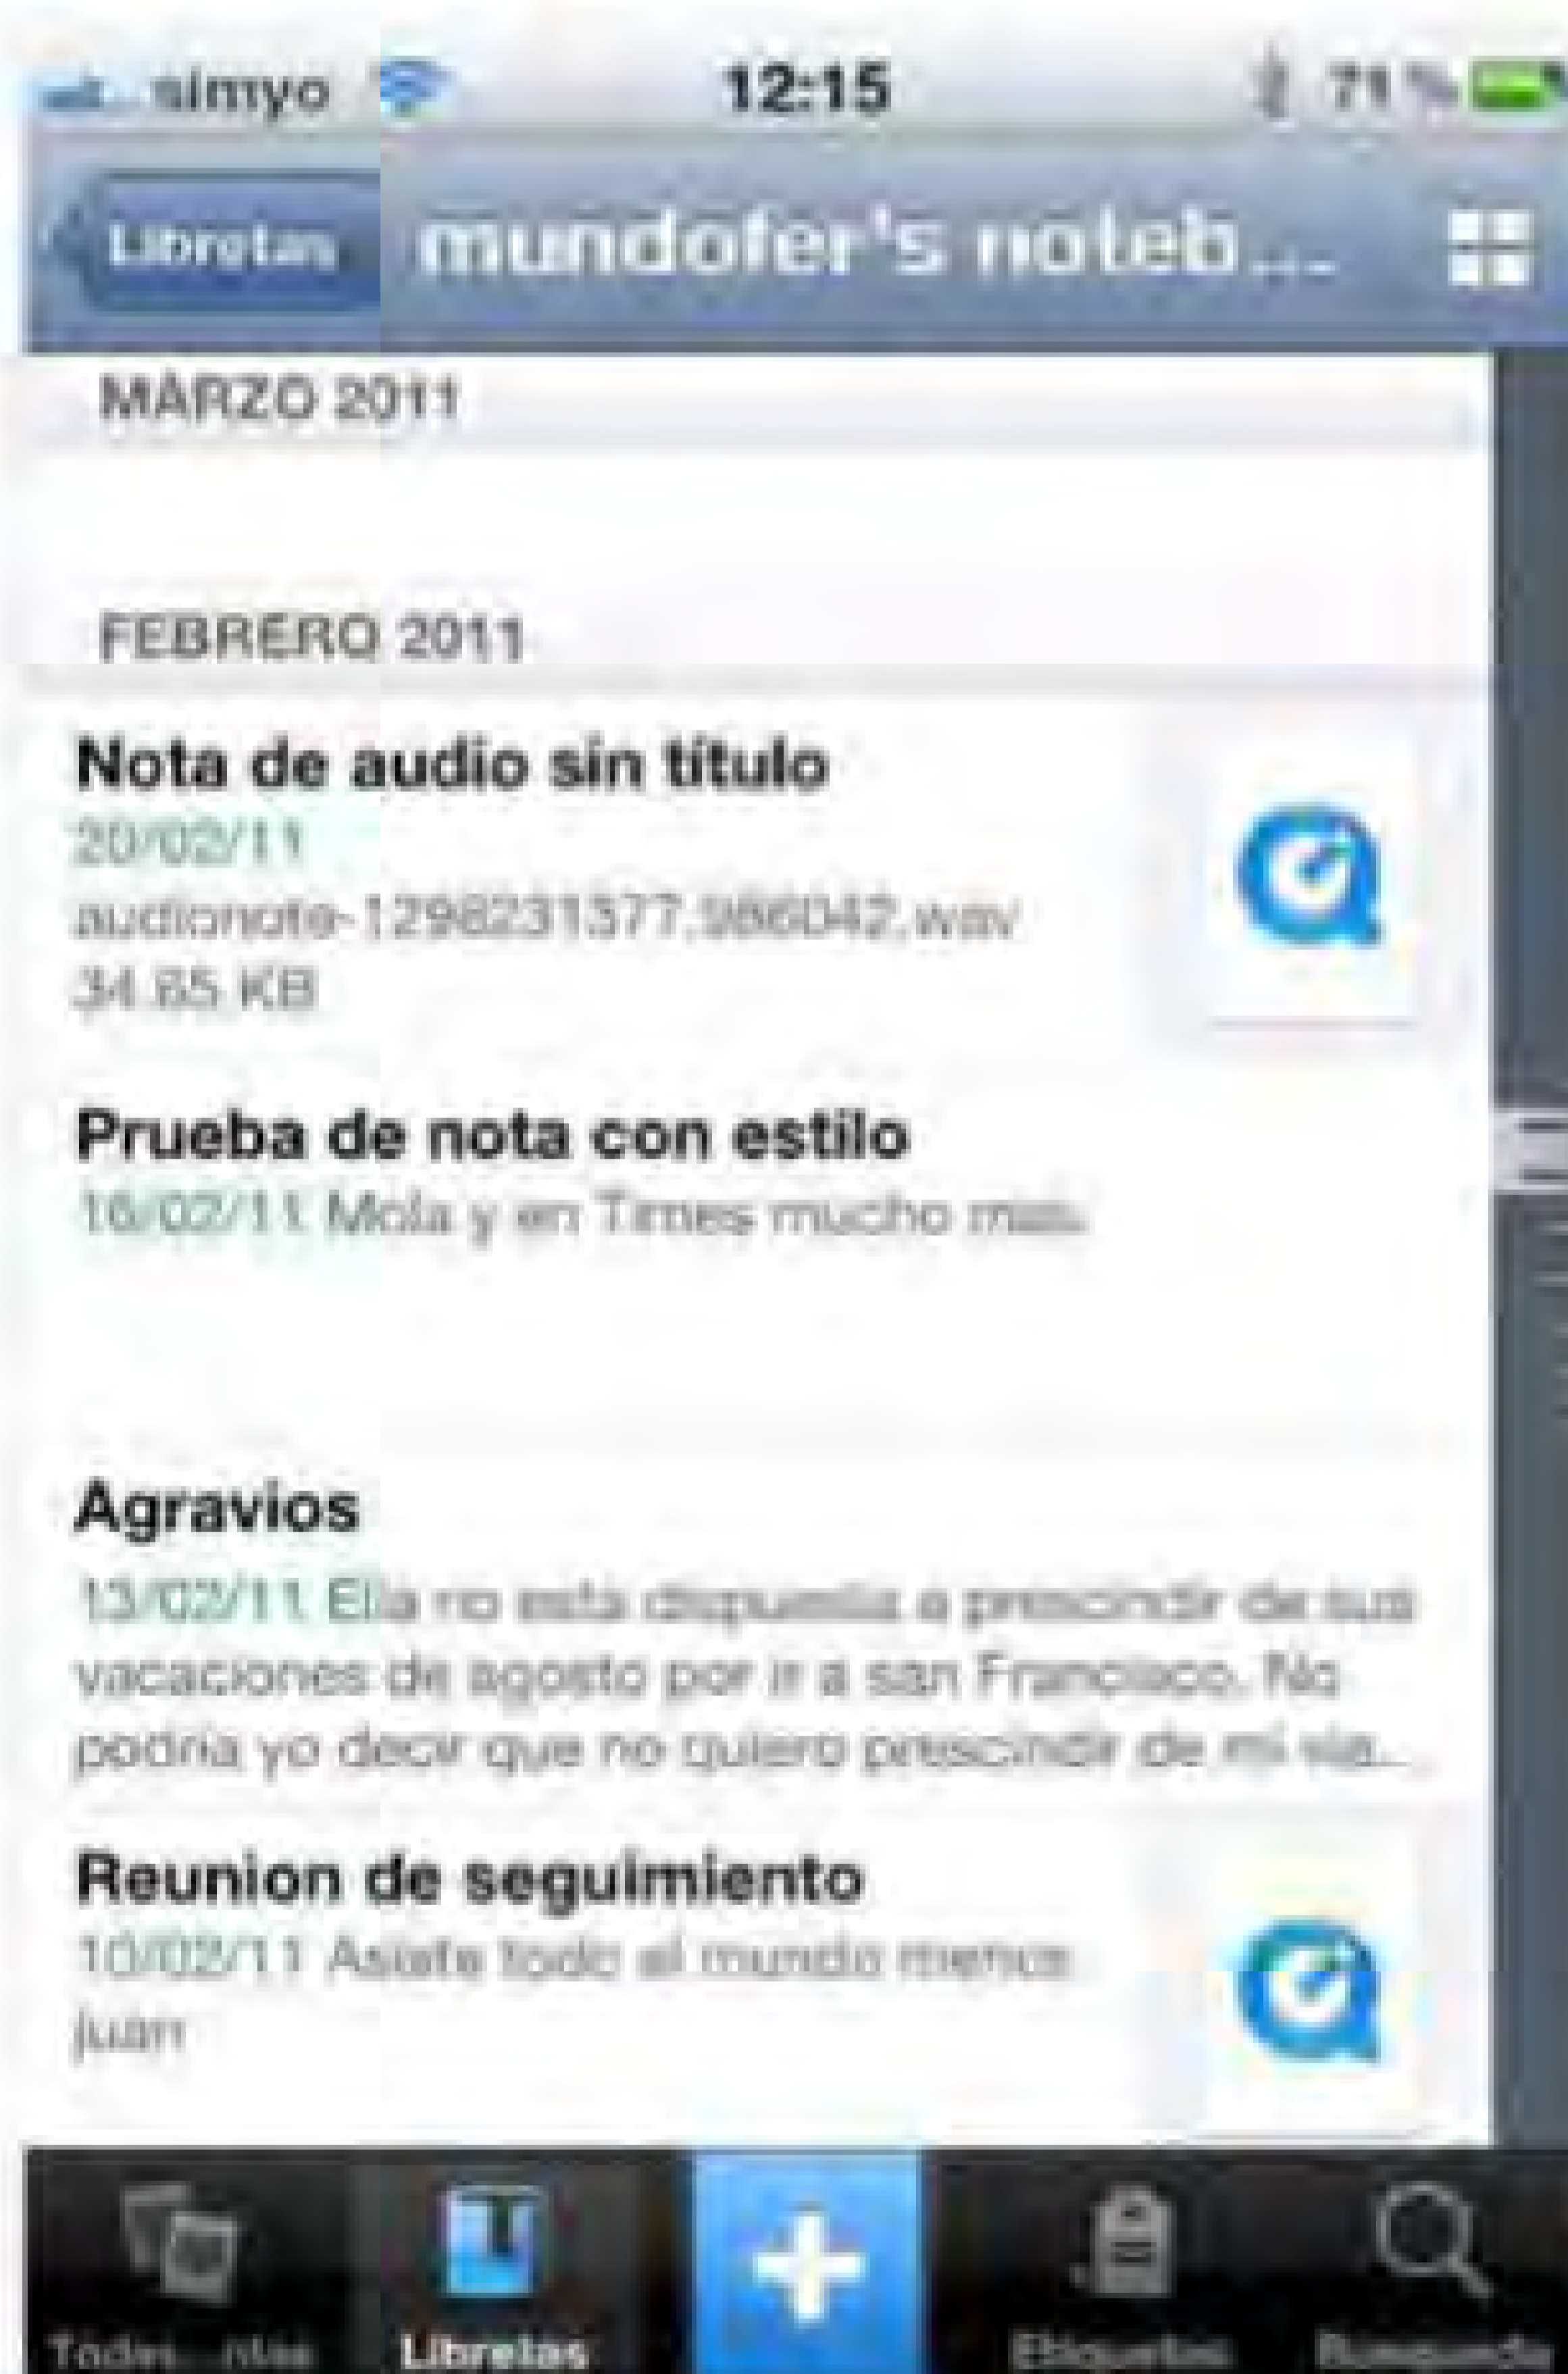 simyo 12:15 71 %
Libretas mundofer's noteb...
MARZO 2011
FEBRERO 2011
Nota de audio sin título
20/02/11
audionote-1298231377.986042.wav
34.65 KB
Prueba de nota con estilo
16/02/11 Mola y en Times mucho mas.
Agravios
13/02/11 Ella no esta dispuesta a prescindir de sus
vacaciones de agosto por ir a san Francisco. No
podría yo decir que no quiero prescindir de mi via...
Reunion de seguimiento
10/02/11 Asiste todo el mundo menos
juan
Libretas Etiquetas Búsqueda